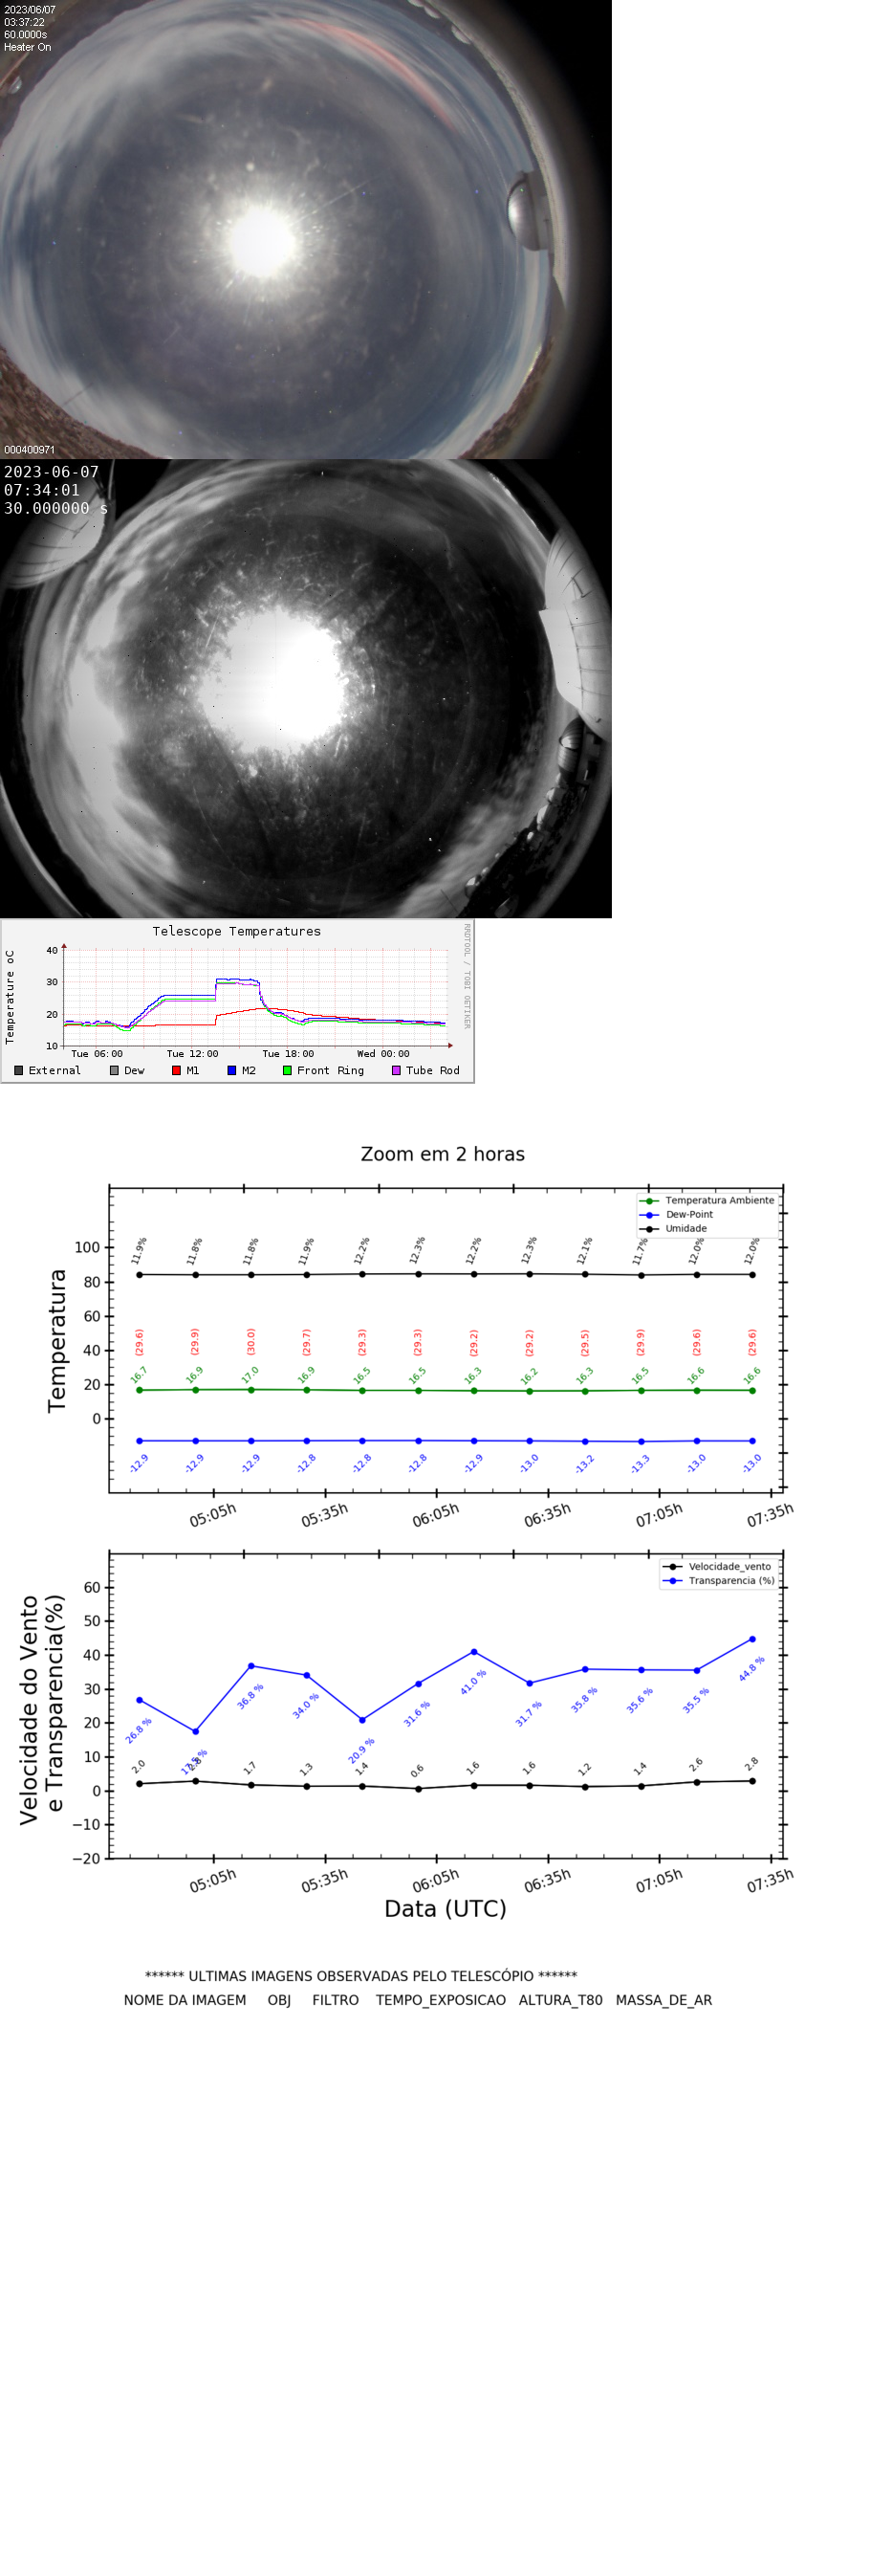 2023/06/07
03:37:22
60.0000s
Heater On
000400971
2023-06-07
07:34:01
30.000000 s
Telescope Temperatures
RRDTOOL / TOBI OETIKER
Temperature oC
40
30
20
10
Tue 06:00 Tue 12:00 Tue 18:00 Wed 00:00
External Dew M1 M2 Front Ring Tube Rod
Zoom em 2 horas
Temperatura Ambiente
Dew-Point
Umidade
Temperatura
100
80
60
40
20
0
11.9% 11.8% 11.8% 11.9% 12.2% 12.3% 12.2% 12.3% 12.1% 11.7% 12.0% 12.0%
(29.6) (29.9) (30.0) (29.7) (29.3) (29.3) (29.2) (29.2) (29.5) (29.9) (29.6) (29.6)
16.7 16.9 17.0 16.9 16.5 16.5 16.3 16.2 16.3 16.5 16.6 16.6
-12.9 -12.9 -12.9 -12.8 -12.8 -12.8 -12.9 -13.0 -13.2 -13.3 -13.0 -13.0
05:05h 05:35h 06:05h 06:35h 07:05h 07:35h
Velocidade_vento
Transparencia (%)
Velocidade do Vento
e Transparencia(%)
60
50
40
30
20
10
0
−10
−20
26.8 % 17.5 % 36.8 % 34.0 % 20.9 % 31.6 % 41.0 % 31.7 % 35.8 % 35.6 % 35.5 % 44.8 %
2.0 2.8 1.7 1.3 1.4 0.6 1.6 1.6 1.2 1.4 2.6 2.8
05:05h 05:35h 06:05h 06:35h 07:05h 07:35h
Data (UTC)
****** ULTIMAS IMAGENS OBSERVADAS PELO TELESCÓPIO ******
NOME DA IMAGEM OBJ FILTRO TEMPO_EXPOSICAO ALTURA_T80 MASSA_DE_AR